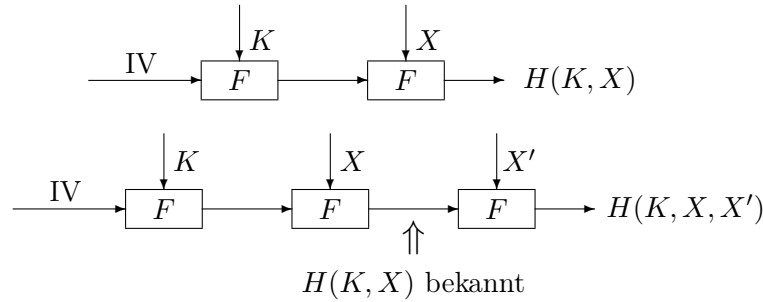 K X
IV F F H(K, X)
K X X′
IV F F F H(K, X, X′)
⇑
H(K, X) bekannt